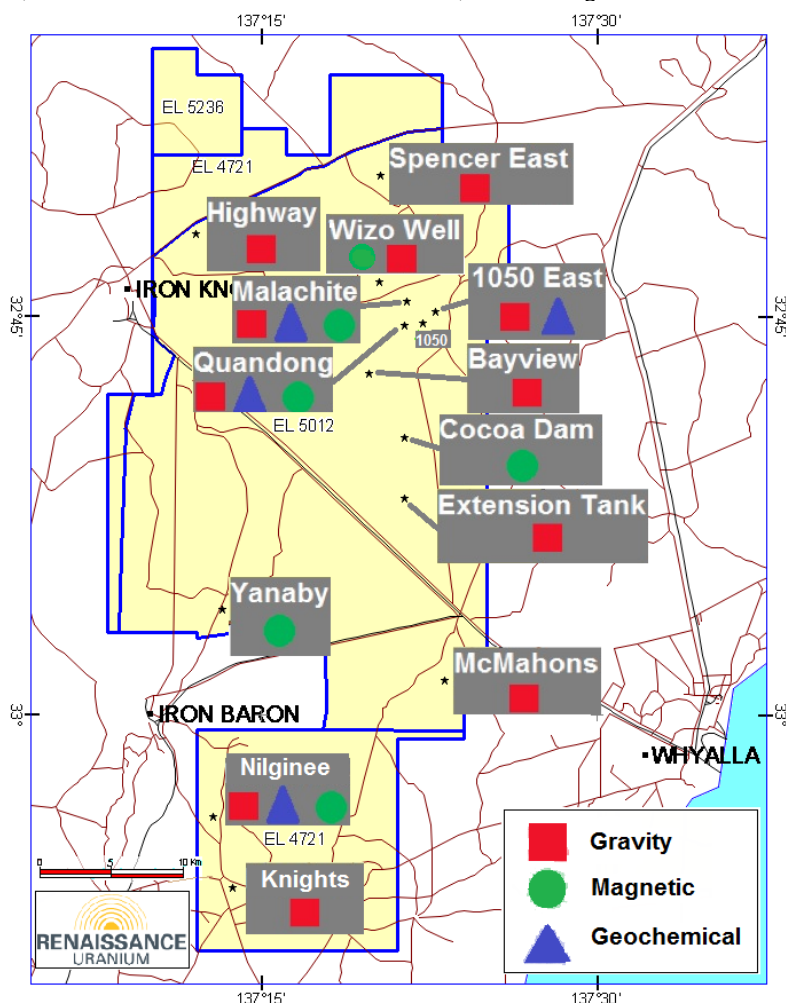 137°15'
137°30'
EL 5236
EL 4721
Spencer East
Highway
Wizo Well
IRON KNO
Malachite
1050 East
32°45'
32°45'
1050
Quandong
Bayview
EL 5012
Cocoa Dam
Extension Tank
Yanaby
McMahons
33°
IRON BARON
33°
WHYALLA
Nilginee
EL 4721
Knights
0 5 10 Km
Gravity
Magnetic
Geochemical
RENAISSANCE
URANIUM
137°15'
137°30'